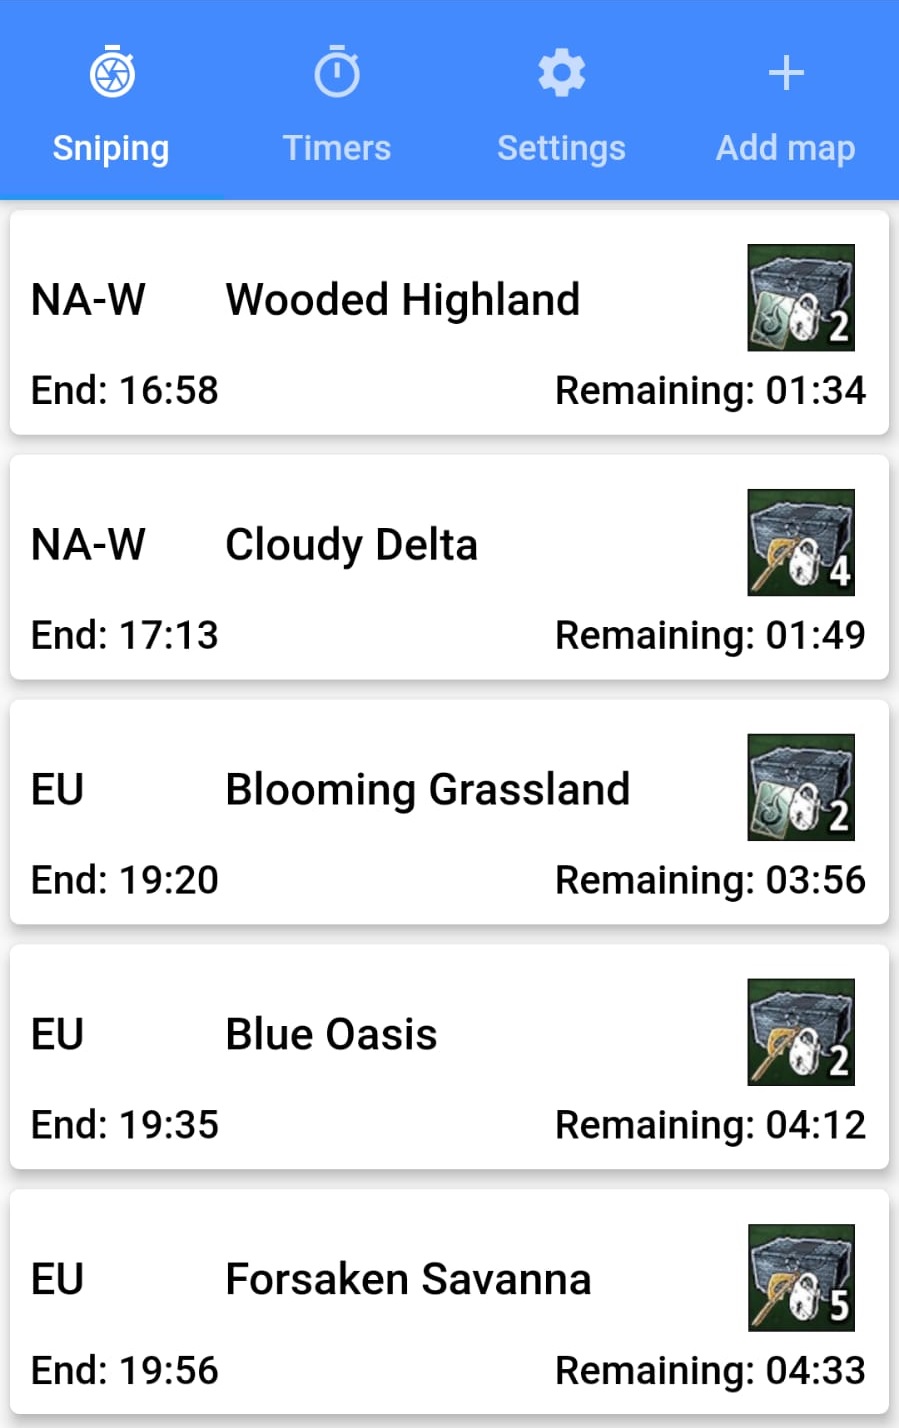 Sniping Timers Settings Add map
NA-W Wooded Highland 2
End: 16:58 Remaining: 01:34
NA-W Cloudy Delta 4
End: 17:13 Remaining: 01:49
EU Blooming Grassland 2
End: 19:20 Remaining: 03:56
EU Blue Oasis 2
End: 19:35 Remaining: 04:12
EU Forsaken Savanna 5
End: 19:56 Remaining: 04:33